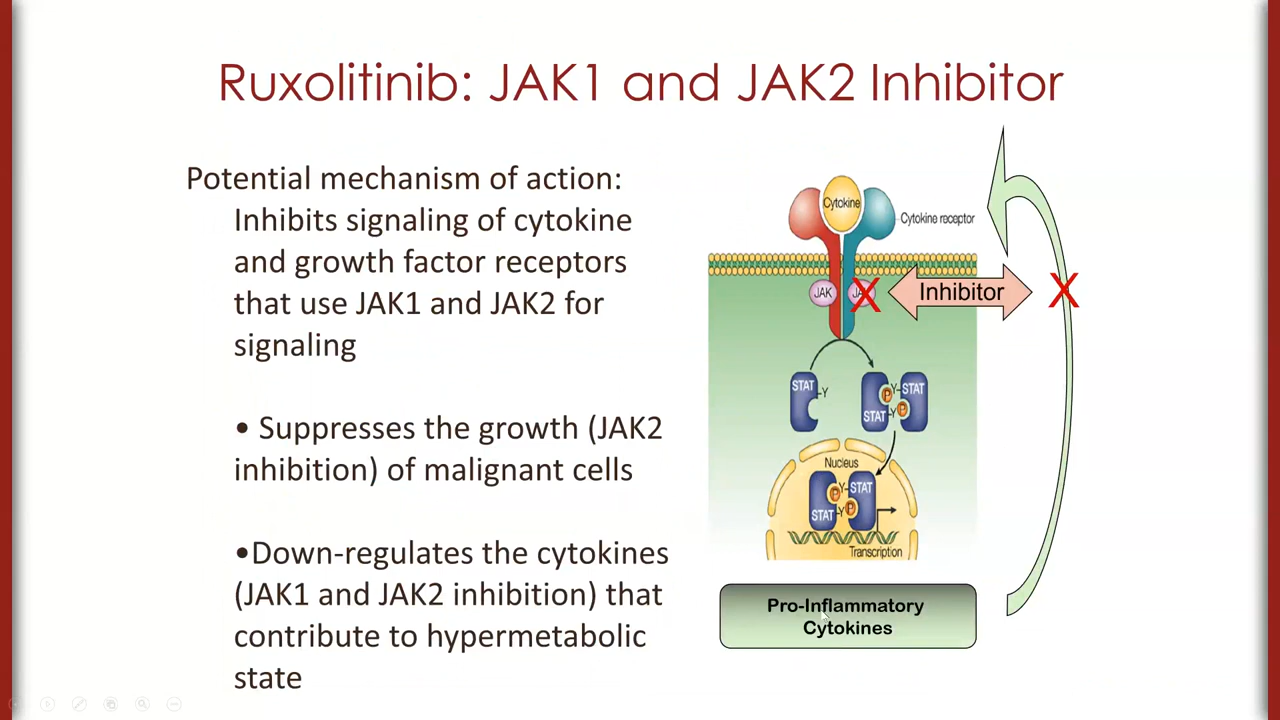 Ruxolitinib: JAK1 and JAK2 Inhibitor
Potential mechanism of action:
Inhibits signaling of cytokine
and growth factor receptors
that use JAK1 and JAK2 for
signaling
• Suppresses the growth (JAK2
inhibition) of malignant cells
•Down-regulates the cytokines
(JAK1 and JAK2 inhibition) that
contribute to hypermetabolic
state
Cytokine
Cytokine receptor
JAK
X
Inhibitor
X
STAT
Y
Y STAT
P
P
STAT Y
Nucleus
Y STAT
P
P
STAT Y
Transcription
Pro-Inflammatory
Cytokines